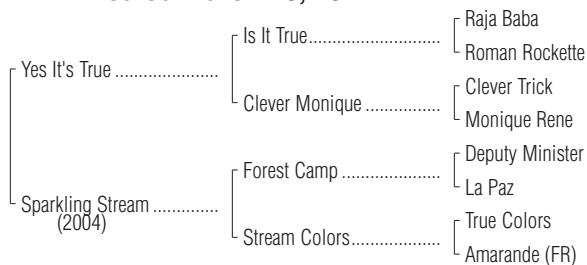 Raja Baba
Is It True
Roman Rockette
Yes It's True
Clever Trick
Clever Monique
Monique Rene
Deputy Minister
Forest Camp
La Paz
Sparkling Stream
(2004)
True Colors
Stream Colors
Amarande (FR)